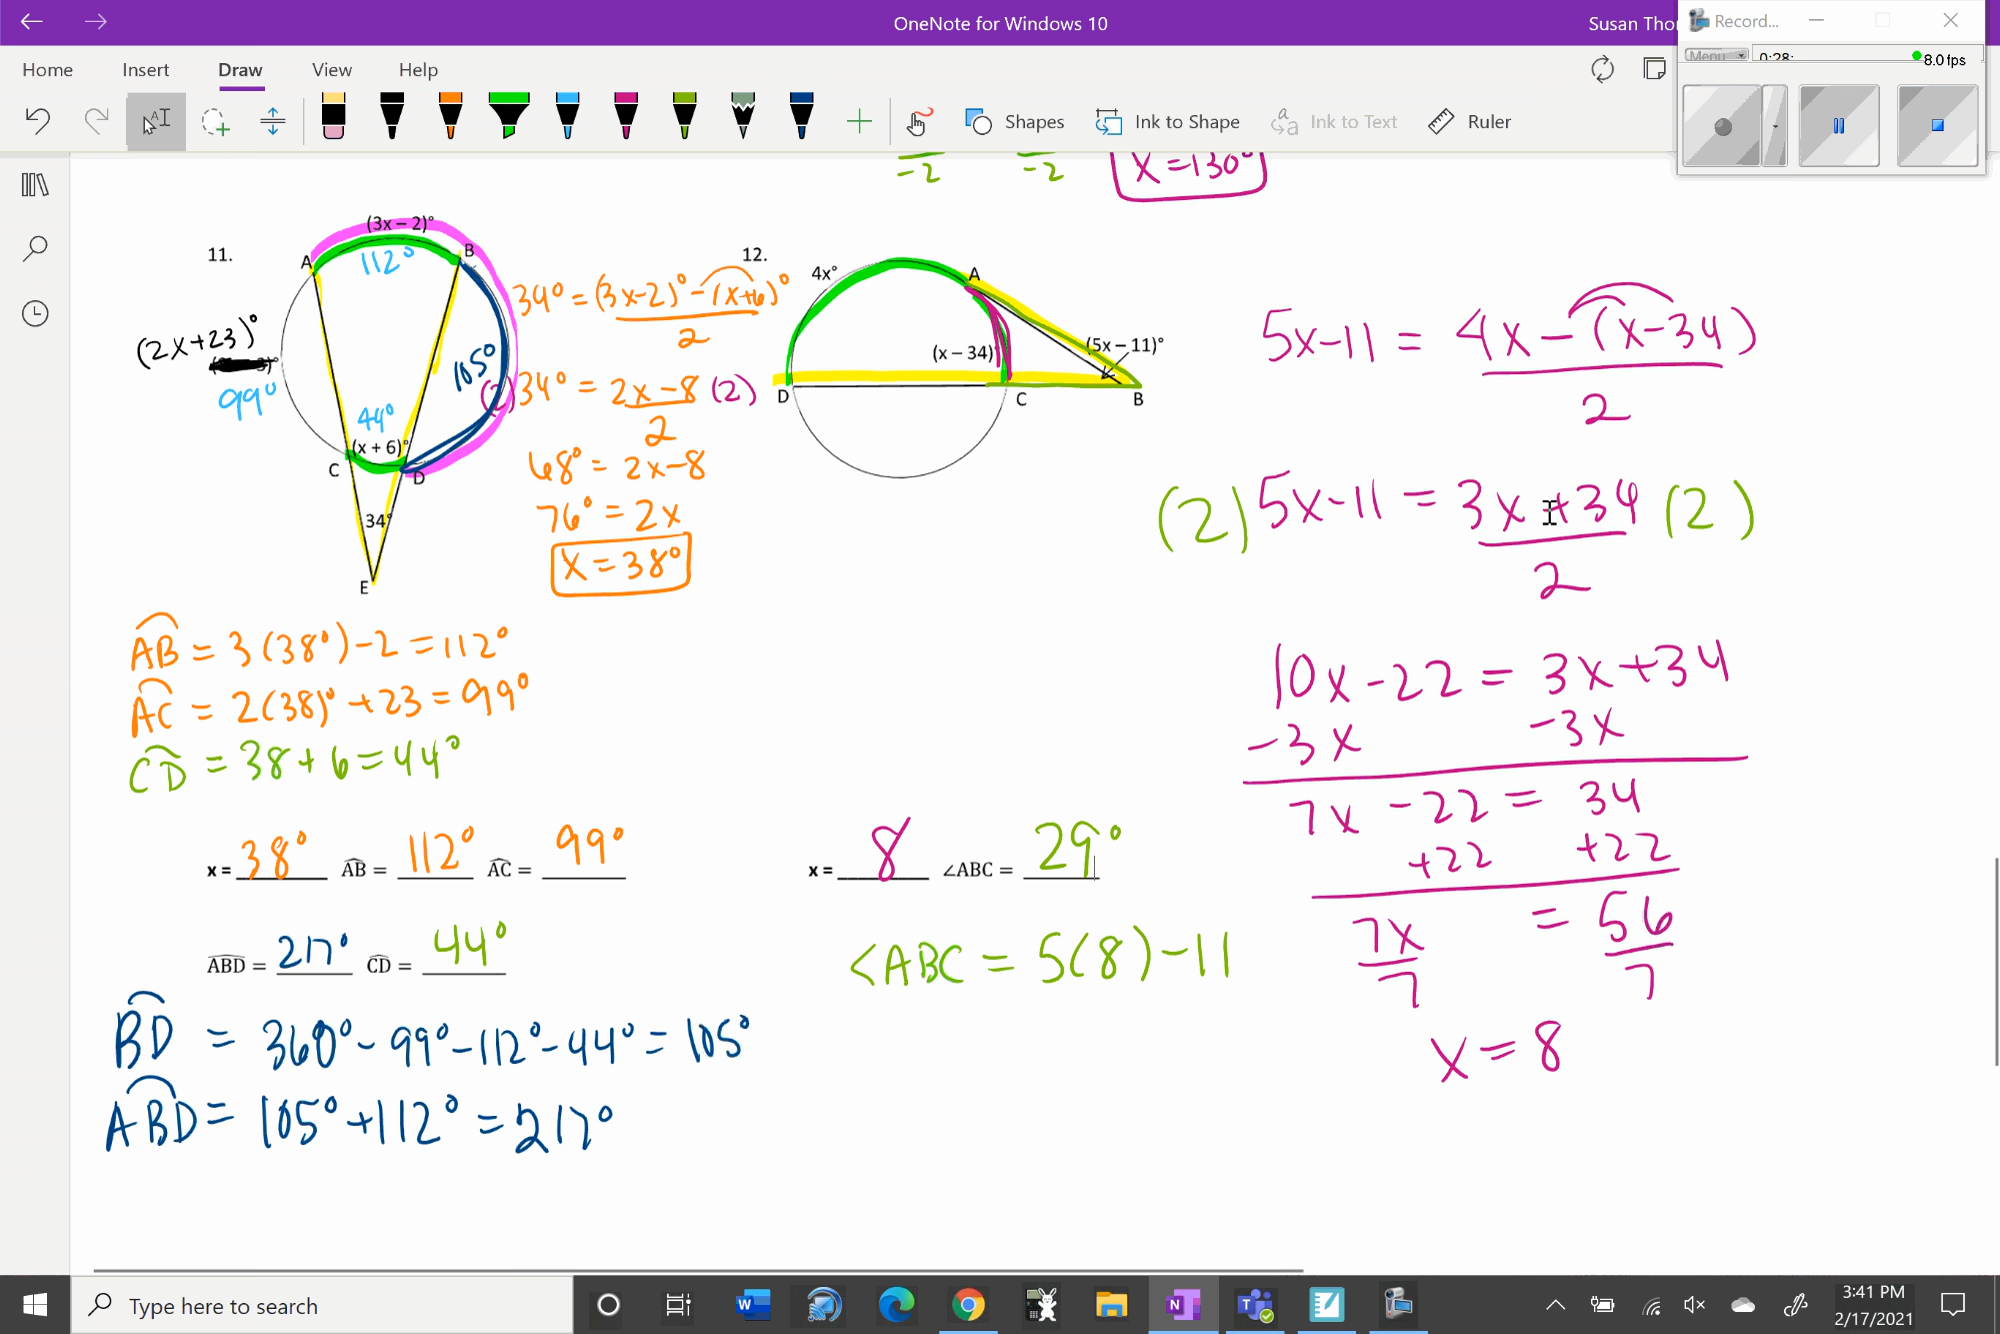 OneNote for Windows 10
Susan Tho
Record...
Menu
0:28:
8.0 fps
Home Insert Draw View Help
Shapes Ink to Shape Ink to Text Ruler
-2 -2 x=130°
11.
(3x – 2)°
112°
A B
(2x+23)°
99°
105°
44°
(x + 6)°
C D
34°
E
34° = (3x-2)° - (x+6)°
2
(2) 34° = 2x-8 (2)
2
68° = 2x-8
76° = 2x
x = 38°
12.
4x°
A
(x – 34)
(5x – 11)°
D C B
5x-11 = 4x - (x-34)
2
(2) 5x-11 = 3x+34 (2)
2
10x-22 = 3x+34
-3x -3x
7x -22 = 34
+22 +22
7x = 56
7 7
x = 8
AB = 3(38°)-2 = 112°
AC = 2(38)° +23 = 99°
CD = 38+6 = 44°
x = 38° AB = 112° AC = 99°
ABD = 217° CD = 44°
BD = 360° - 99° - 112° - 44° = 105°
ABD = 105° + 112° = 217°
x = 8 ∠ABC = 29°
<ABC = 5(8)-11
Type here to search
3:41 PM
2/17/2021